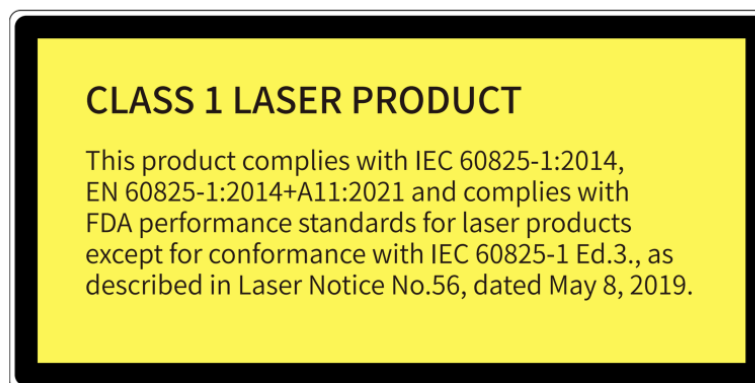 CLASS 1 LASER PRODUCT
This product complies with IEC 60825-1:2014,
EN 60825-1:2014+A11:2021 and complies with
FDA performance standards for laser products
except for conformance with IEC 60825-1 Ed.3., as
described in Laser Notice No.56, dated May 8, 2019.